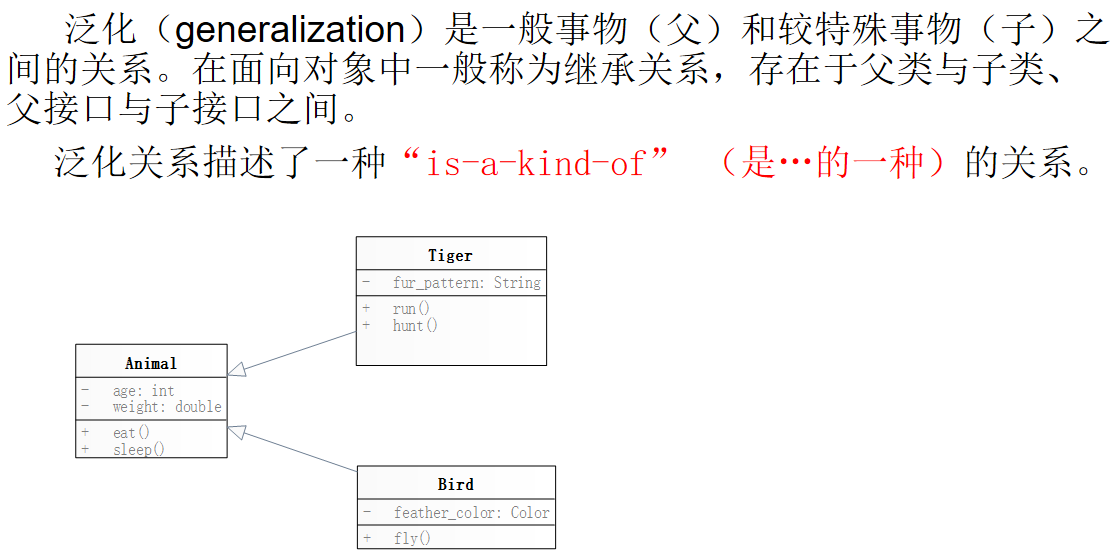 泛化（generalization）是一般事物（父）和较特殊事物（子）之
间的关系。在面向对象中一般称为继承关系，存在于父类与子类、
父接口与子接口之间。
泛化关系描述了一种“is-a-kind-of” （是…的一种）的关系。
Tiger
- fur_pattern: String
+ run()
+ hunt()
Animal
- age: int
- weight: double
+ eat()
+ sleep()
Bird
- feather_color: Color
+ fly()